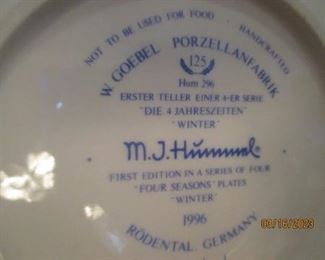 NOT TO BE USED FOR FOOD HANDCRAFTED
W. GOEBEL PORZELLANFABRIK
125
Hum 296
ERSTER TELLER EINER 4-ER SERIE
"DIE 4 JAHRESZEITEN"
"WINTER"
M.J. Hummel®
FIRST EDITION IN A SERIES OF FOUR
"FOUR SEASONS" PLATES
"WINTER"
1996
RÖDENTAL, GERMANY
03/16/2023